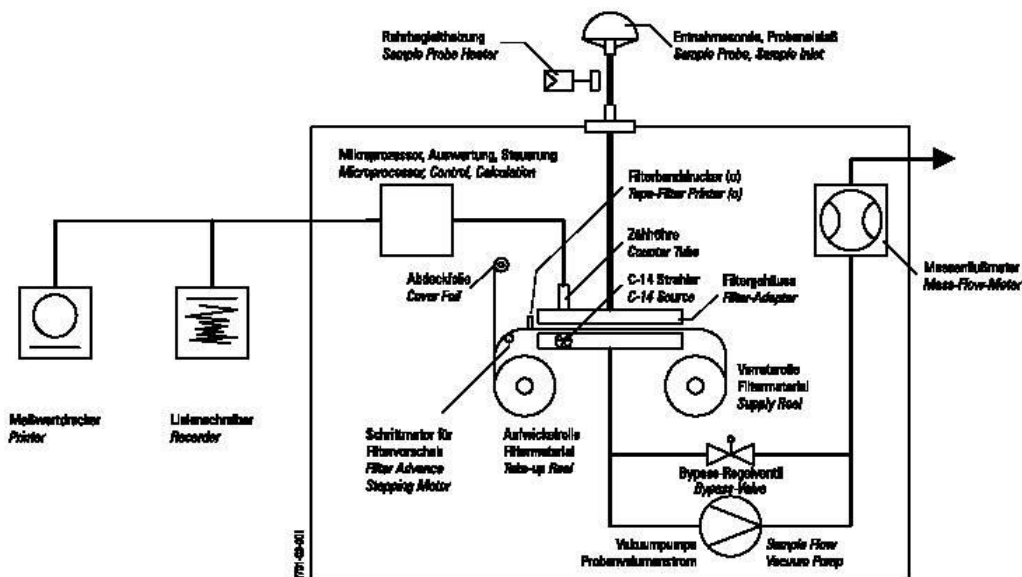 Rohrbegleitheizung
Sample Probe Heater
Entnahmesonde, Probeneinlaß
Sample Probe, Sample Inlet
Mikroprozessor, Auswertung, Steuerung
Microprocessor, Control, Calculation
Filterbanddrucker (α)
Tape-Filter Printer (α)
Zählröhre
Counter Tube
Abdeckfolie
Cover Foil
C-14 Strahler
C-14 Source
Filtergehäuse
Filter-Adapter
Massenflußmeter
Mass-Flow-Meter
Meßwertdrucker
Printer
Linienschreiber
Recorder
Schrittmotor für
Filtervorschub
Filter Advance
Stepping Motor
Aufwickelrolle
Filtermaterial
Take-up Reel
Vorratsrolle
Filtermaterial
Supply Reel
Bypass-Regelventil
Bypass-Valve
Vakuumpumpe
Probenvolumenstrom
Sample Flow
Vacuum Pump